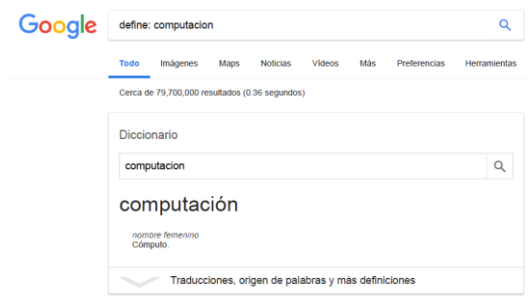 Google define: computacion
Todo Imágenes Maps Noticias Vídeos Más Preferencias Herramientas
Cerca de 79,700,000 resultados (0.36 segundos)
Diccionario
computacion
computación
nombre femenino
Cómputo.
Traducciones, origen de palabras y más definiciones